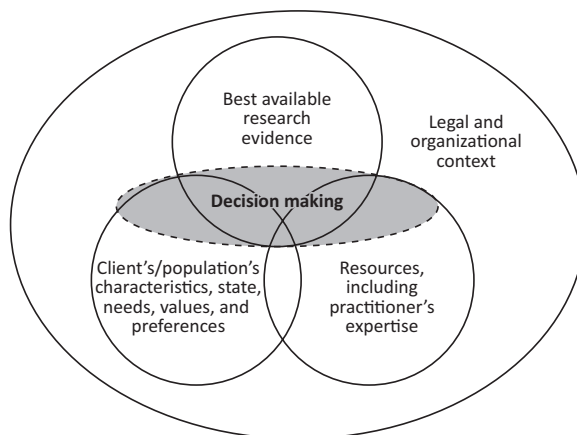 Best available
research
evidence
Legal and
organizational
context
Decision making
Client’s/population’s
characteristics, state,
needs, values, and
preferences
Resources,
including
practitioner’s
expertise